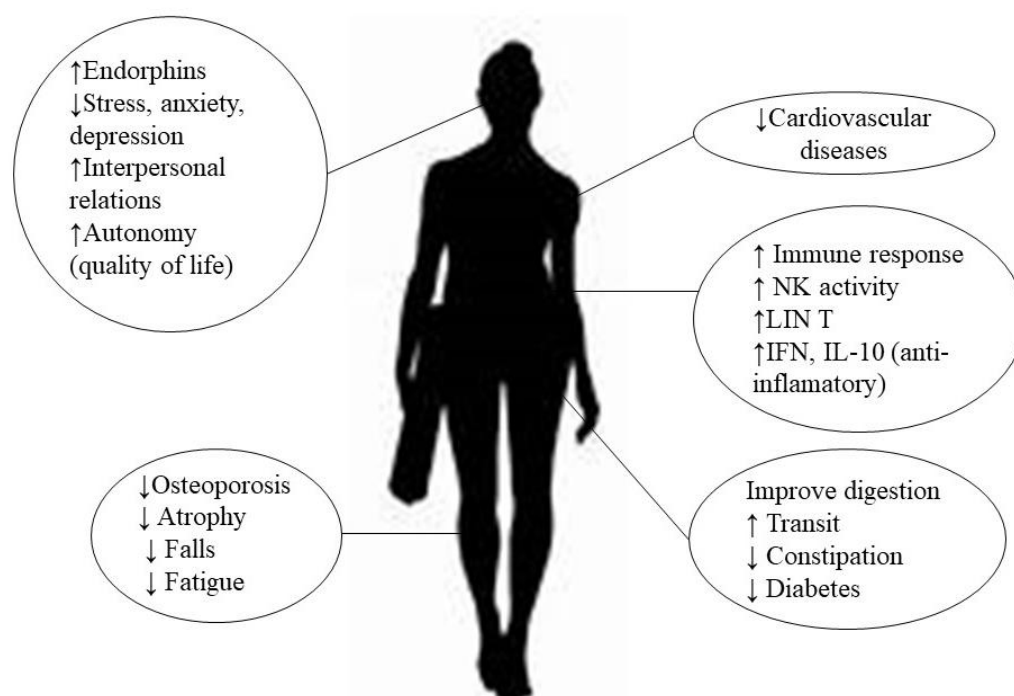 ↑Endorphins
↓Stress, anxiety,
depression
↑Interpersonal
relations
↑Autonomy
(quality of life)
↓Cardiovascular
diseases
↑ Immune response
↑ NK activity
↑LIN T
↑IFN, IL-10 (anti-
inflamatory)
↓Osteoporosis
↓ Atrophy
↓ Falls
↓ Fatigue
Improve digestion
↑ Transit
↓ Constipation
↓ Diabetes